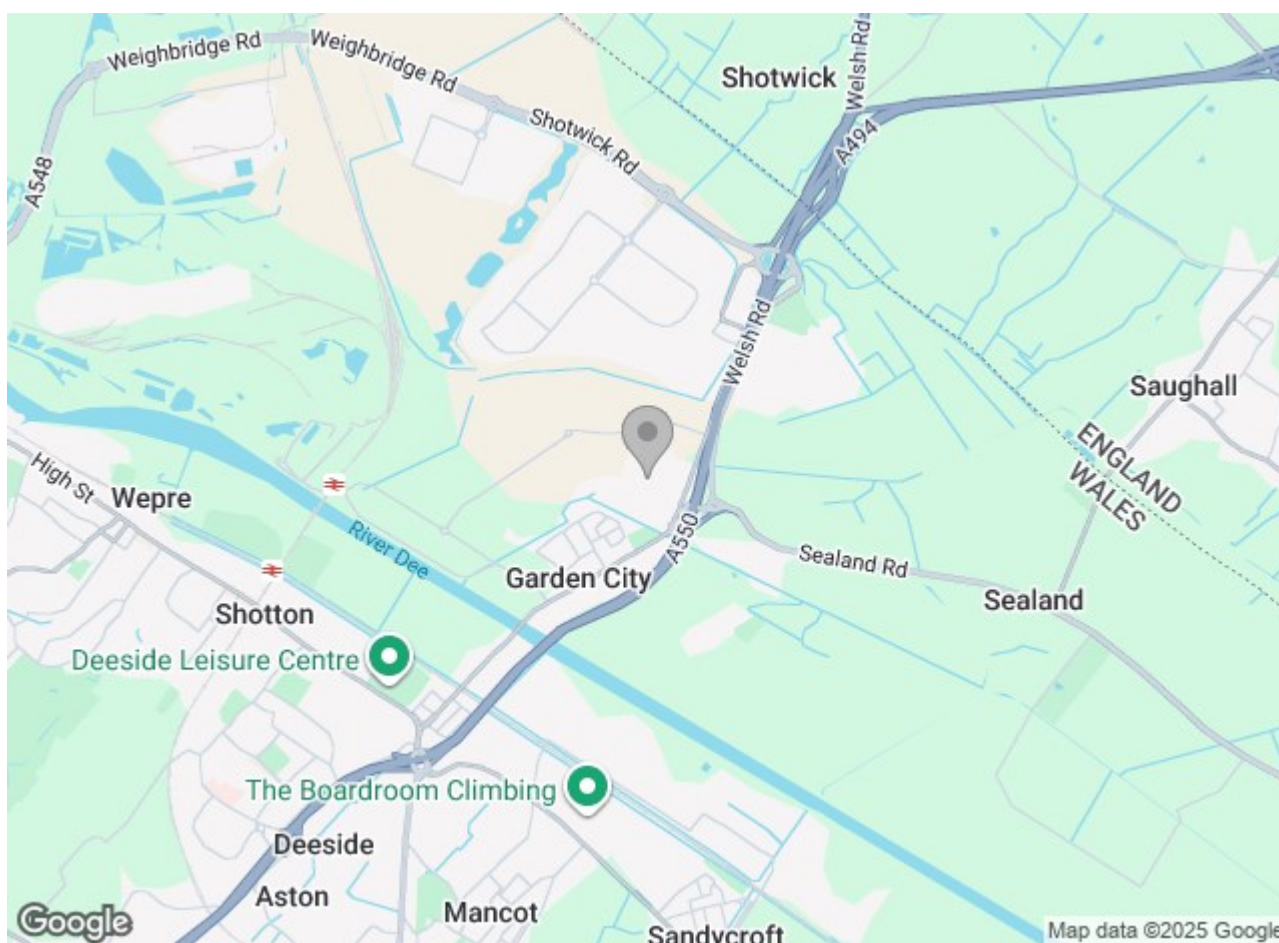 Weighbridge Rd
Weighbridge Rd
Welsh Rd
Shotwick
Shotwick Rd
A494
A548
Welsh Rd
Saughall
ENGLAND
WALES
High St
Wepre
River Dee
A550
Sealand Rd
Garden City
Sealand
Shotton
Deeside Leisure Centre
The Boardroom Climbing
Deeside
Aston
Mancot
Sandycroft
Google
Map data ©2025 Google